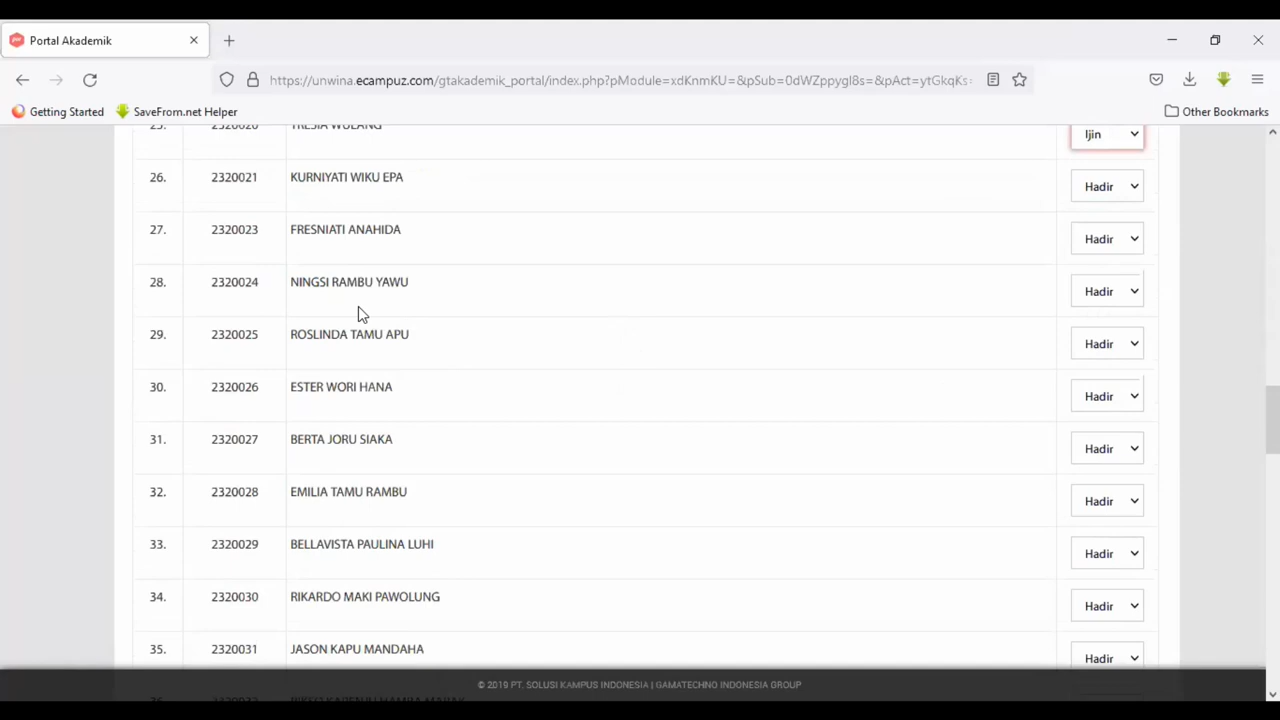 Portal Akademik
https://unwina.ecampuz.com/gtakademik_portal/index.php?pModule=xdKnmKU=&pSub=0dWZppygl8s=&pAct=ytGkqKs=
Getting Started SaveFrom.net Helper Other Bookmarks
25. 2320020 TRESIA WULANG Ijin
26. 2320021 KURNIYATI WIKU EPA Hadir
27. 2320023 FRESNIATI ANAHIDA Hadir
28. 2320024 NINGSI RAMBU YAWU Hadir
29. 2320025 ROSLINDA TAMU APU Hadir
30. 2320026 ESTER WORI HANA Hadir
31. 2320027 BERTA JORU SIAKA Hadir
32. 2320028 EMILIA TAMU RAMBU Hadir
33. 2320029 BELLAVISTA PAULINA LUHI Hadir
34. 2320030 RIKARDO MAKI PAWOLUNG Hadir
35. 2320031 JASON KAPU MANDAHA Hadir
© 2019 PT. SOLUSI KAMPUS INDONESIA | GAMATECHNO INDONESIA GROUP